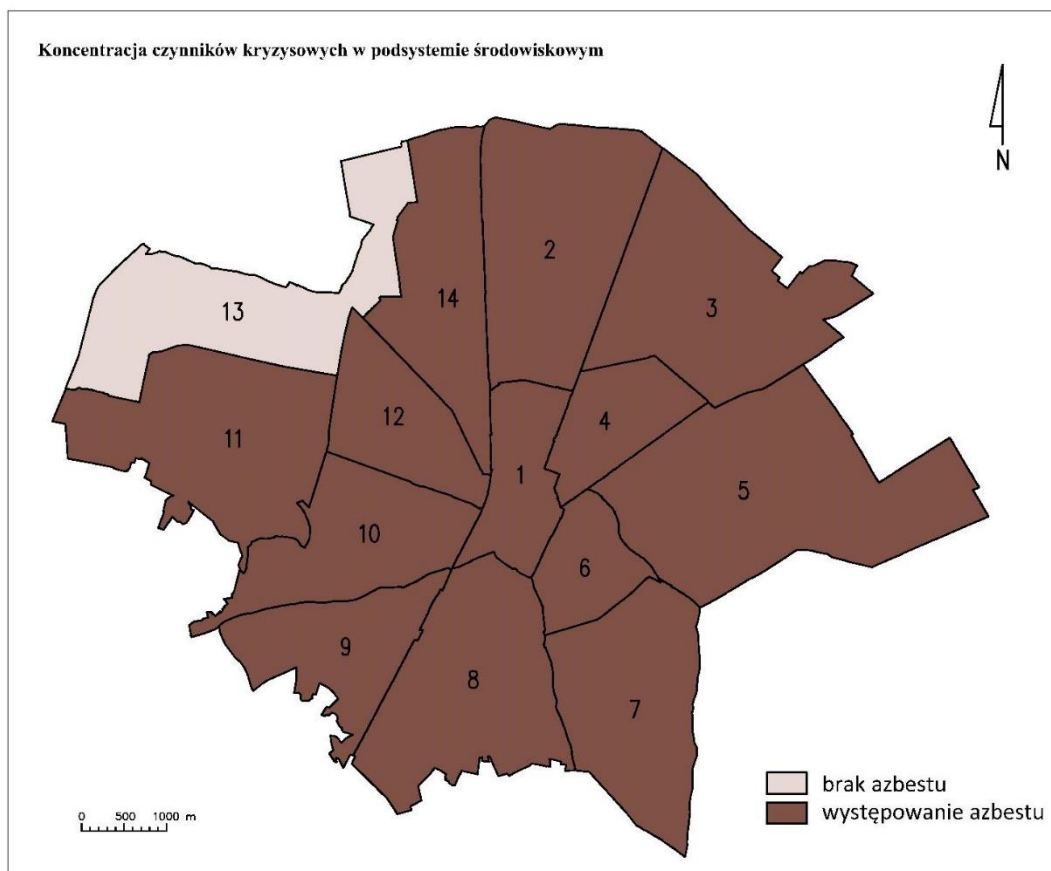 Koncentracja czynników kryzysowych w podsystemie środowiskowym
N
2
14
3
13
12
4
11
1
5
10
6
9
8
7
brak azbestu
występowanie azbestu
0 500 1000 m